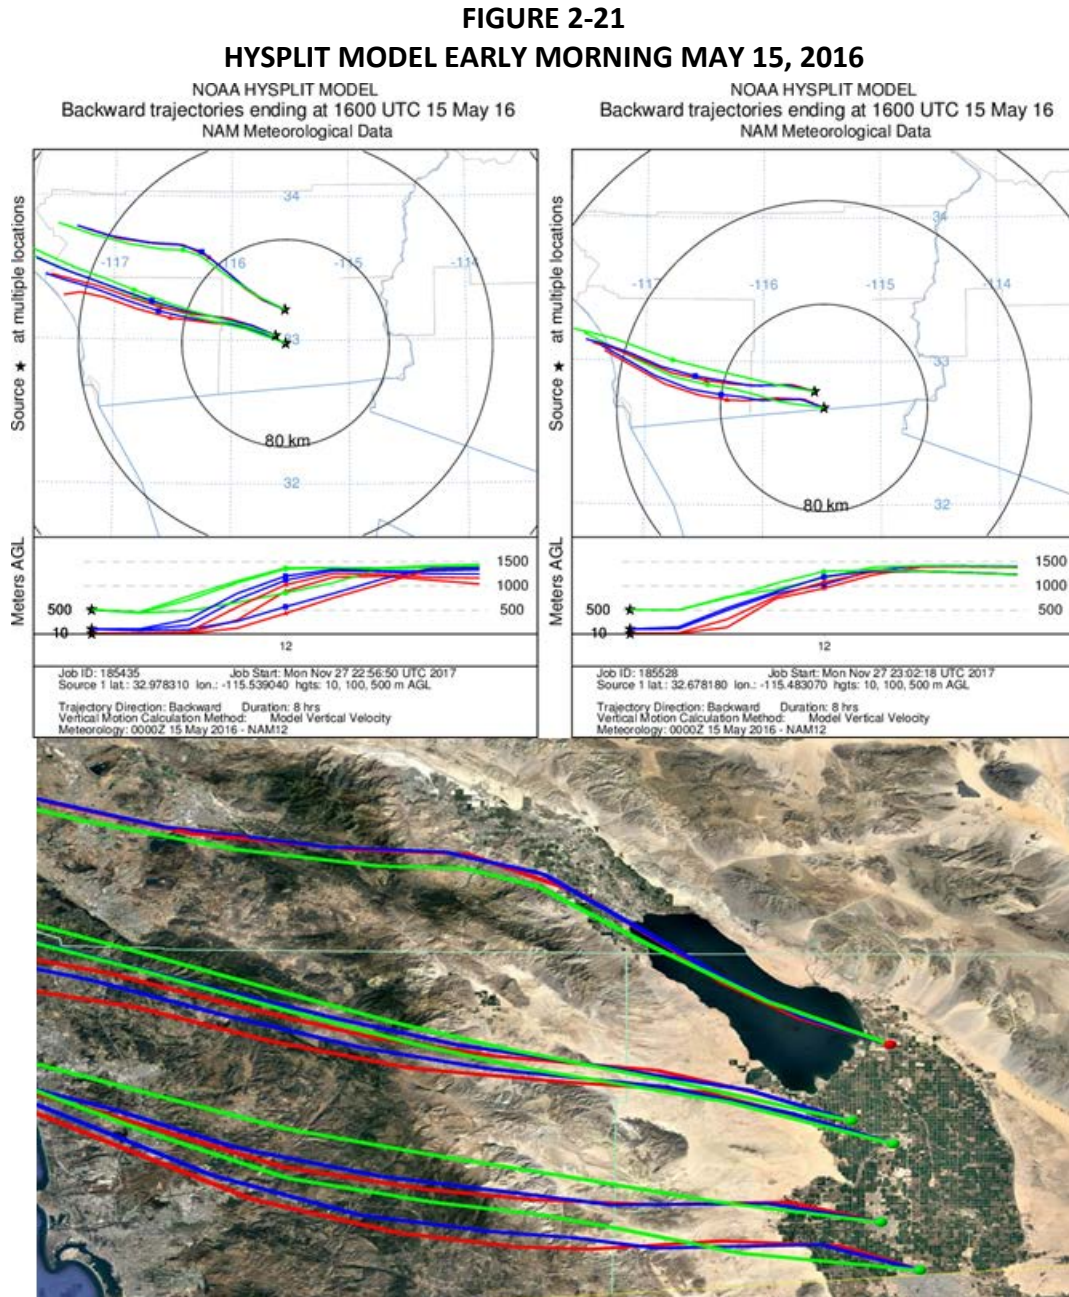 FIGURE 2-21
HYSPLIT MODEL EARLY MORNING MAY 15, 2016
NOAA HYSPLIT MODEL
Backward trajectories ending at 1600 UTC 15 May 16
NAM Meteorological Data
Source ★ at multiple locations
34
-117
-116
-115
-114
33
32
80 km
Meters AGL
1500
1000
500
500
10
12
Job ID: 185435 Job Start: Mon Nov 27 22:56:50 UTC 2017
Source 1 lat.: 32.978310 lon.: -115.539040 hgts: 10, 100, 500 m AGL
Trajectory Direction: Backward Duration: 8 hrs
Vertical Motion Calculation Method: Model Vertical Velocity
Meteorology: 0000Z 15 May 2016 - NAM12
NOAA HYSPLIT MODEL
Backward trajectories ending at 1600 UTC 15 May 16
NAM Meteorological Data
Source ★ at multiple locations
34
-117
-116
-115
-114
33
32
80 km
Meters AGL
1500
1000
500
500
10
12
Job ID: 185528 Job Start: Mon Nov 27 23:02:18 UTC 2017
Source 1 lat.: 32.678180 lon.: -115.483070 hgts: 10, 100, 500 m AGL
Trajectory Direction: Backward Duration: 8 hrs
Vertical Motion Calculation Method: Model Vertical Velocity
Meteorology: 0000Z 15 May 2016 - NAM12